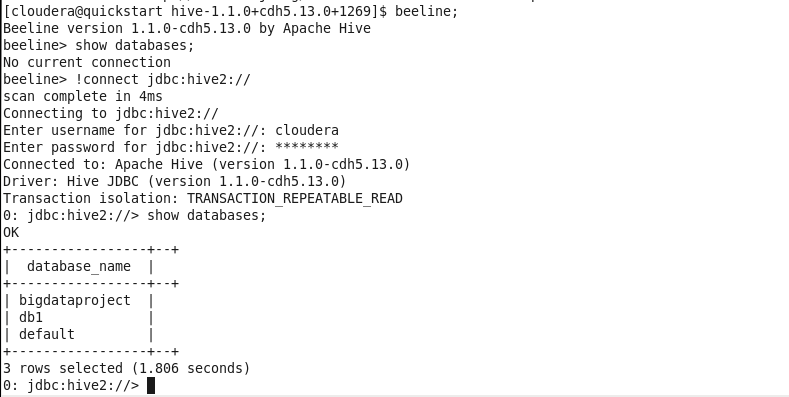 [cloudera@quickstart hive-1.1.0+cdh5.13.0+1269]$ beeline;
Beeline version 1.1.0-cdh5.13.0 by Apache Hive
beeline> show databases;
No current connection
beeline> !connect jdbc:hive2://
scan complete in 4ms
Connecting to jdbc:hive2://
Enter username for jdbc:hive2://: cloudera
Enter password for jdbc:hive2://: ********
Connected to: Apache Hive (version 1.1.0-cdh5.13.0)
Driver: Hive JDBC (version 1.1.0-cdh5.13.0)
Transaction isolation: TRANSACTION_REPEATABLE_READ
0: jdbc:hive2://> show databases;
OK
+-----------------+--+
|  database_name  |
+-----------------+--+
| bigdataproject  |
| db1             |
| default         |
+-----------------+--+
3 rows selected (1.806 seconds)
0: jdbc:hive2://>